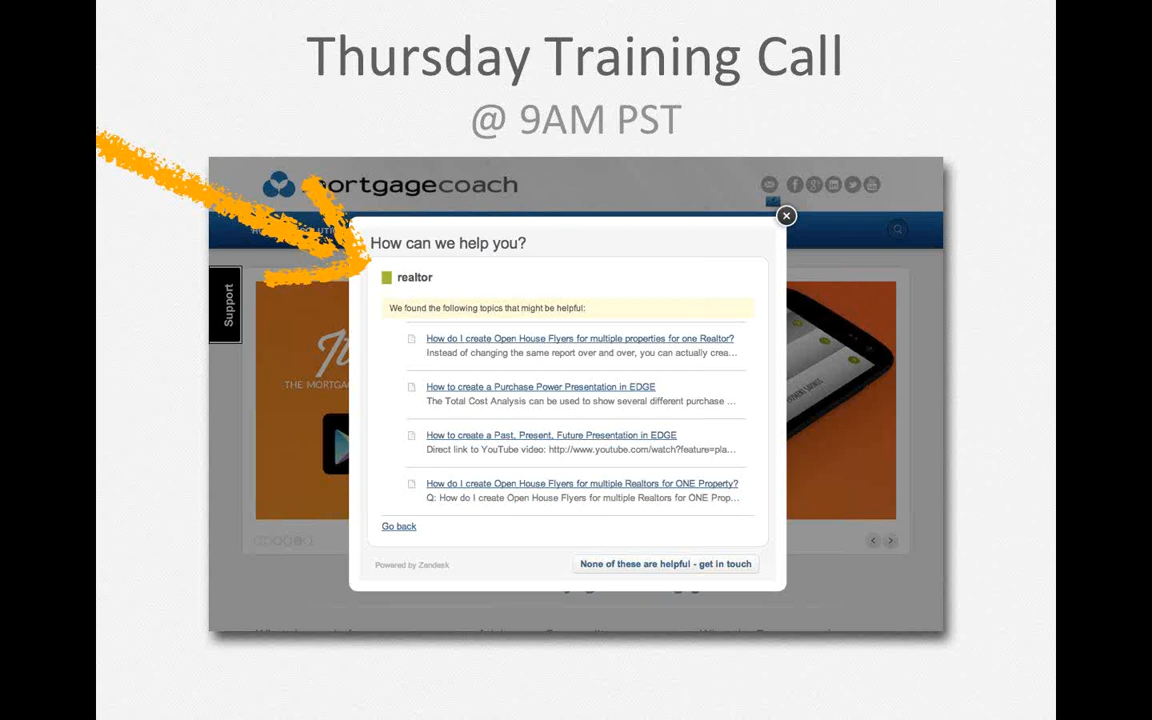 Thursday Training Call
@ 9AM PST
mortgagecoach
How can we help you?
realtor
Support
We found the following topics that might be helpful:
How do I create Open House Flyers for multiple properties for one Realtor?
Instead of changing the same report over and over, you can actually crea...
THE MORTGAG
How to create a Purchase Power Presentation in EDGE
The Total Cost Analysis can be used to show several different purchase ...
How to create a Past, Present, Future Presentation in EDGE
Direct link to YouTube video: http://www.youtube.com/watch?feature=pla...
How do I create Open House Flyers for multiple Realtors for ONE Property?
Q: How do I create Open House Flyers for multiple Realtors for ONE Prop...
Go back
Powered by Zendesk
None of these are helpful - get in touch